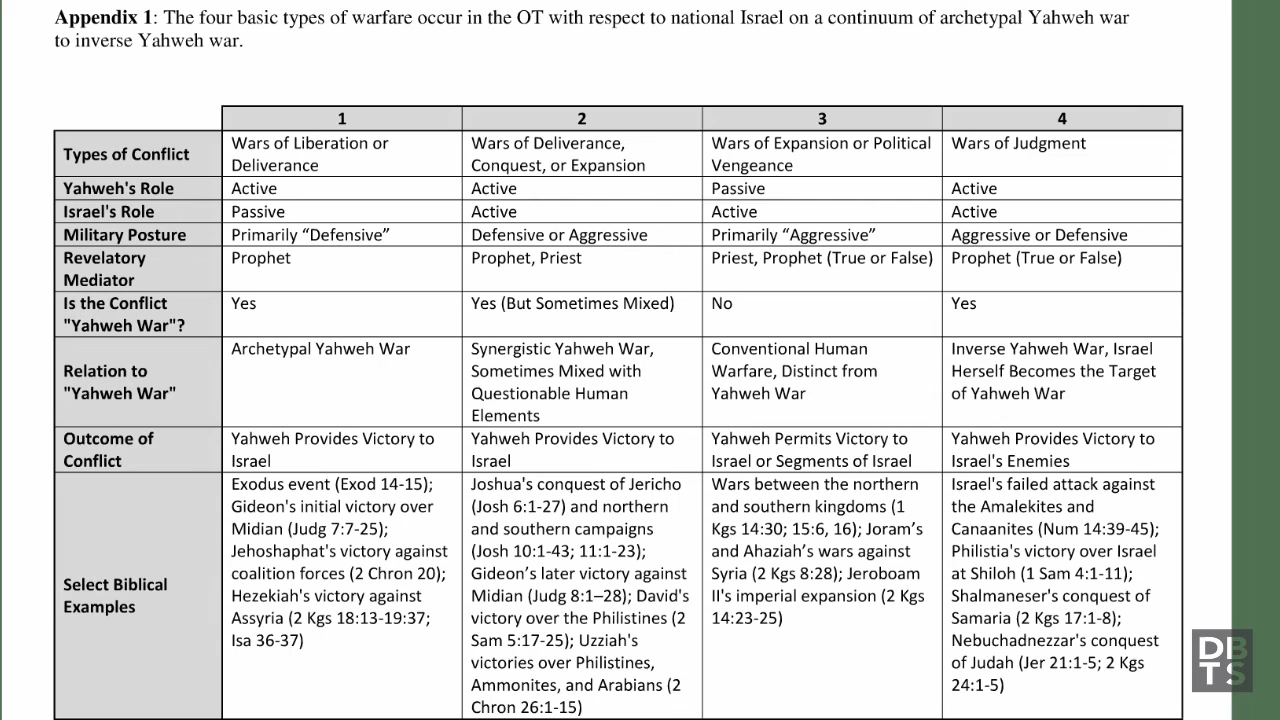 Appendix 1: The four basic types of warfare occur in the OT with respect to national Israel on a continuum of archetypal Yahweh war
to inverse Yahweh war.
1 2 3 4
Types of Conflict
Wars of Liberation or
Deliverance
Wars of Deliverance,
Conquest, or Expansion
Wars of Expansion or Political
Vengeance
Wars of Judgment
Yahweh's Role Active Active Passive Active
Israel's Role Passive Active Active Active
Military Posture Primarily “Defensive” Defensive or Aggressive Primarily “Aggressive” Aggressive or Defensive
Revelatory
Mediator
Prophet
Prophet, Priest
Priest, Prophet (True or False)
Prophet (True or False)
Is the Conflict
"Yahweh War"?
Yes
Yes (But Sometimes Mixed)
No
Yes
Relation to
"Yahweh War"
Archetypal Yahweh War
Synergistic Yahweh War,
Sometimes Mixed with
Questionable Human
Elements
Conventional Human
Warfare, Distinct from
Yahweh War
Inverse Yahweh War, Israel
Herself Becomes the Target
of Yahweh War
Outcome of
Conflict
Yahweh Provides Victory to
Israel
Yahweh Provides Victory to
Israel
Yahweh Permits Victory to
Israel or Segments of Israel
Yahweh Provides Victory to
Israel's Enemies
Select Biblical
Examples
Exodus event (Exod 14-15);
Gideon's initial victory over
Midian (Judg 7:7-25);
Jehoshaphat's victory against
coalition forces (2 Chron 20);
Hezekiah's victory against
Assyria (2 Kgs 18:13-19:37;
Isa 36-37)
Joshua's conquest of Jericho
(Josh 6:1-27) and northern
and southern campaigns
(Josh 10:1-43; 11:1-23);
Gideon’s later victory against
Midian (Judg 8:1–28); David's
victory over the Philistines (2
Sam 5:17-25); Uzziah's
victories over Philistines,
Ammonites, and Arabians (2
Chron 26:1-15)
Wars between the northern
and southern kingdoms (1
Kgs 14:30; 15:6, 16); Joram’s
and Ahaziah’s wars against
Syria (2 Kgs 8:28); Jeroboam
II's imperial expansion (2 Kgs
14:23-25)
Israel's failed attack against
the Amalekites and
Canaanites (Num 14:39-45);
Philistia's victory over Israel
at Shiloh (1 Sam 4:1-11);
Shalmaneser's conquest of
Samaria (2 Kgs 17:1-8);
Nebuchadnezzar's conquest
of Judah (Jer 21:1-5; 2 Kgs
24:1-5)
DB
TS